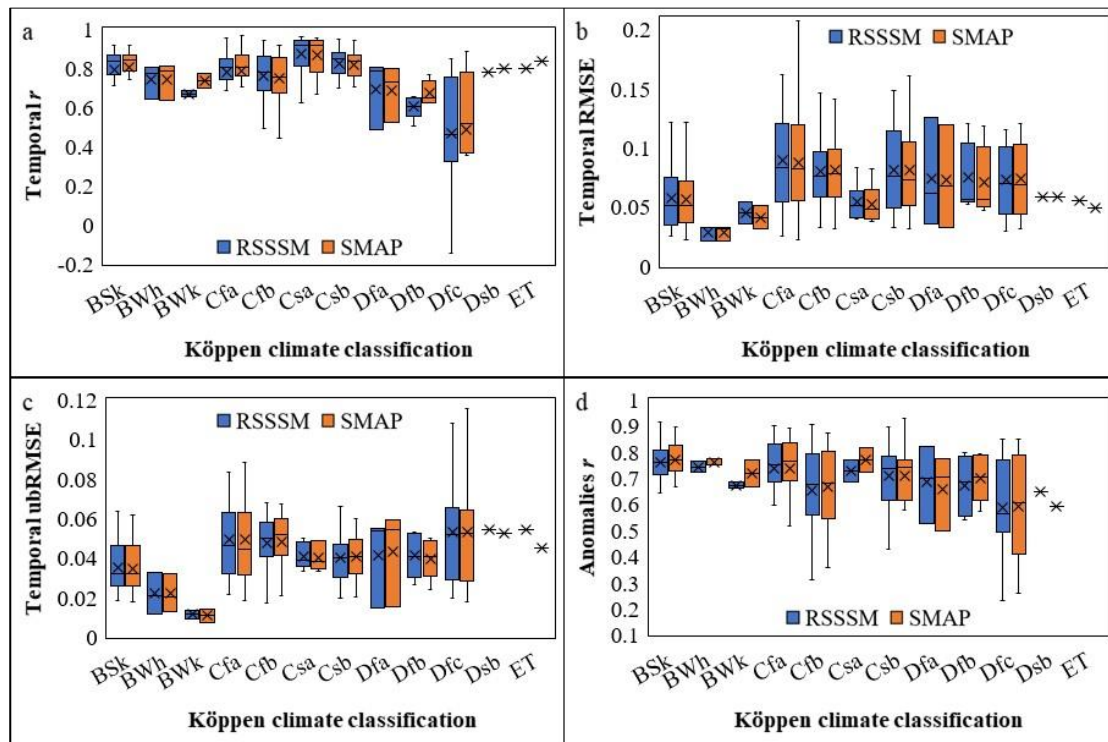 a
1
0.8
0.6
0.4
0.2
0
-0.2
Temporal r
RSSSM SMAP
BSk BWh BWk Cfa Cfb Csa Csb Dfa Dfb Dfc Dsb ET
Köppen climate classification
b
0.2
0.15
0.1
0.05
0
Temporal RMSE
RSSSM SMAP
BSk BWh BWk Cfa Cfb Csa Csb Dfa Dfb Dfc Dsb ET
Köppen climate classification
c
0.12
0.1
0.08
0.06
0.04
0.02
0
Temporal ubRMSE
RSSSM SMAP
BSk BWh BWk Cfa Cfb Csa Csb Dfa Dfb Dfc Dsb ET
Köppen climate classification
d
1
0.9
0.8
0.7
0.6
0.5
0.4
0.3
0.2
0.1
Anomalies r
RSSSM SMAP
BSk BWh BWk Cfa Cfb Csa Csb Dfa Dfb Dfc Dsb ET
Köppen climate classification